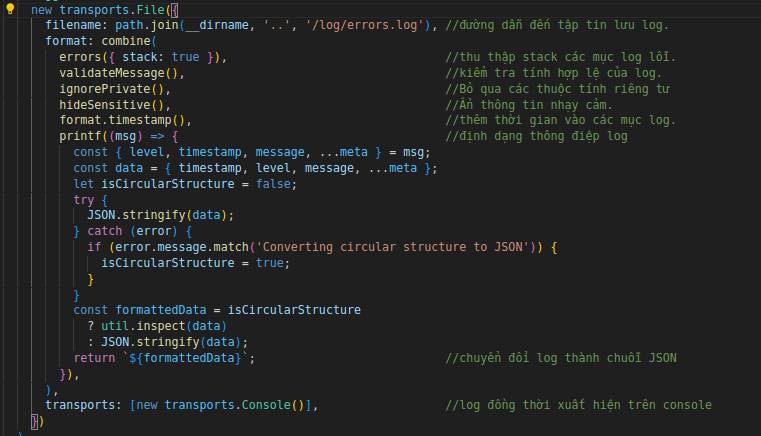 new transports.File({
filename: path.join(__dirname, '..', '/log/errors.log'), //đường dẫn đến tập tin lưu log.
format: combine(
errors({ stack: true }), //thu thập stack các mục log lỗi.
validateMessage(), //kiểm tra tính hợp lệ của log.
ignorePrivate(), //Bỏ qua các thuộc tính riêng tư
hideSensitive(), //Ẩn thông tin nhạy cảm.
format.timestamp(), //thêm thời gian vào các mục log.
printf((msg) => { //định dạng thông điệp log
const { level, timestamp, message, ...meta } = msg;
const data = { timestamp, level, message, ...meta };
let isCircularStructure = false;
try {
JSON.stringify(data);
} catch (error) {
if (error.message.match('Converting circular structure to JSON')) {
isCircularStructure = true;
}
}
const formattedData = isCircularStructure
? util.inspect(data)
: JSON.stringify(data);
return `${formattedData}`; //chuyển đổi log thành chuỗi JSON
}),
),
transports: [new transports.Console()], //log đồng thời xuất hiện trên console
})